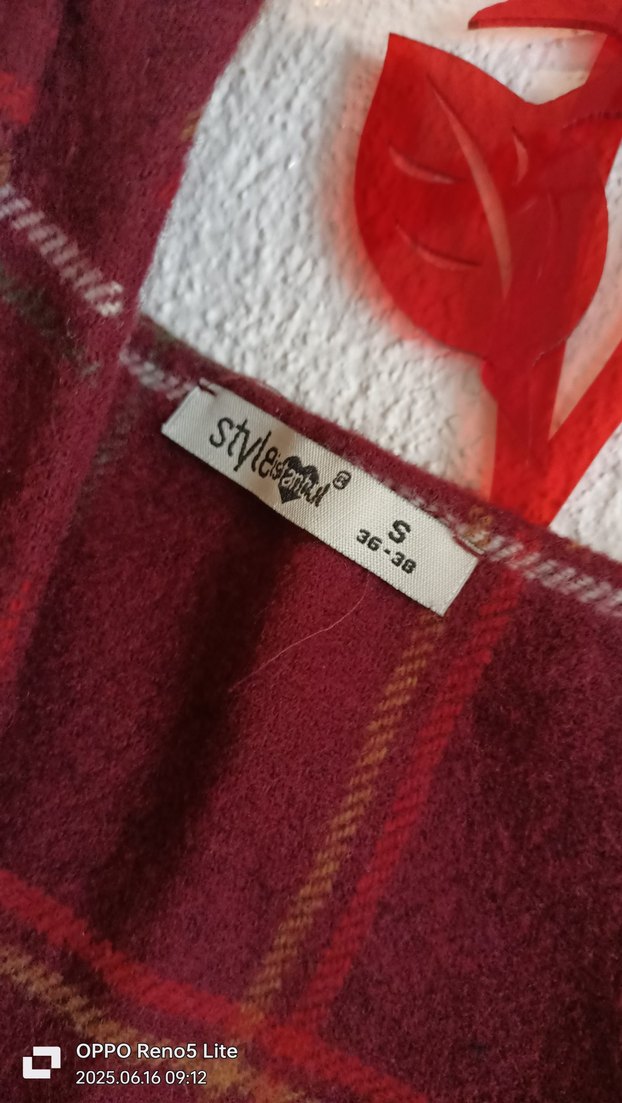 styleistanbul®
S
36-38
OPPO Reno5 Lite
2025.06.16 09:12